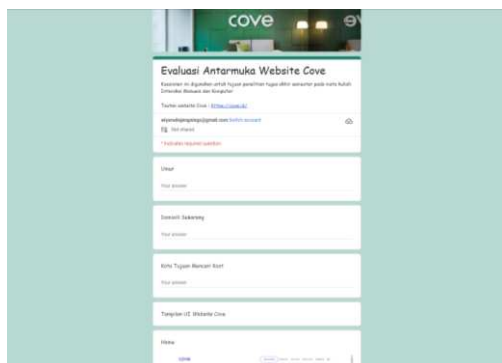 cove
Evaluasi Antarmuka Website Cove
Kuesioner ini digunakan untuk tujuan penelitian tugas akhir semester pada mata kuliah
Interaksi Manusia dan Komputer
Tautan website Cove : https://cove.id/
Switch account
Not shared
* Indicates required question
Umur
Your answer
Domisili Sekarang
Your answer
Kota Tujuan Mencari Kost
Your answer
Tampilan UI Website Cove
Home
cove